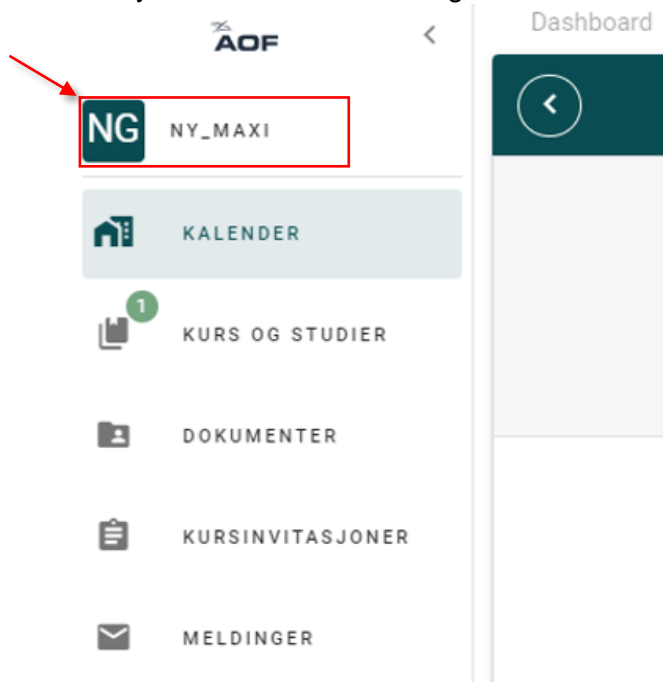 AOF
Dashboard
NG NY_MAXI
KALENDER
1
KURS OG STUDIER
DOKUMENTER
KURSINVITASJONER
MELDINGER